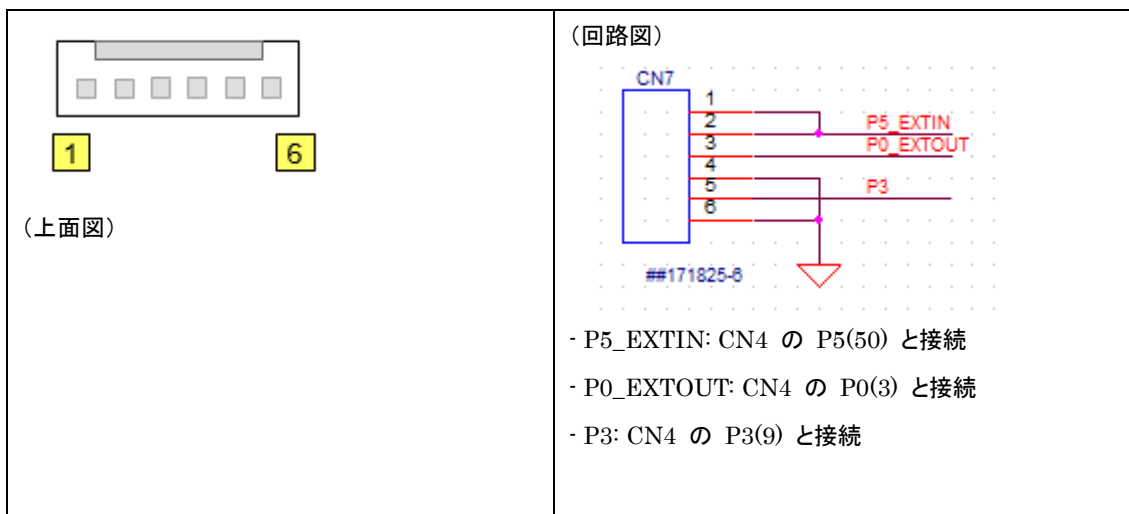 1
6
（上面図）
（回路図）
CN7
1
2
3
4
5
6
P5_EXTIN
P0_EXTOUT
P3
##171825-6
- P5_EXTIN: CN4 の P5(50) と接続
- P0_EXTOUT: CN4 の P0(3) と接続
- P3: CN4 の P3(9) と接続